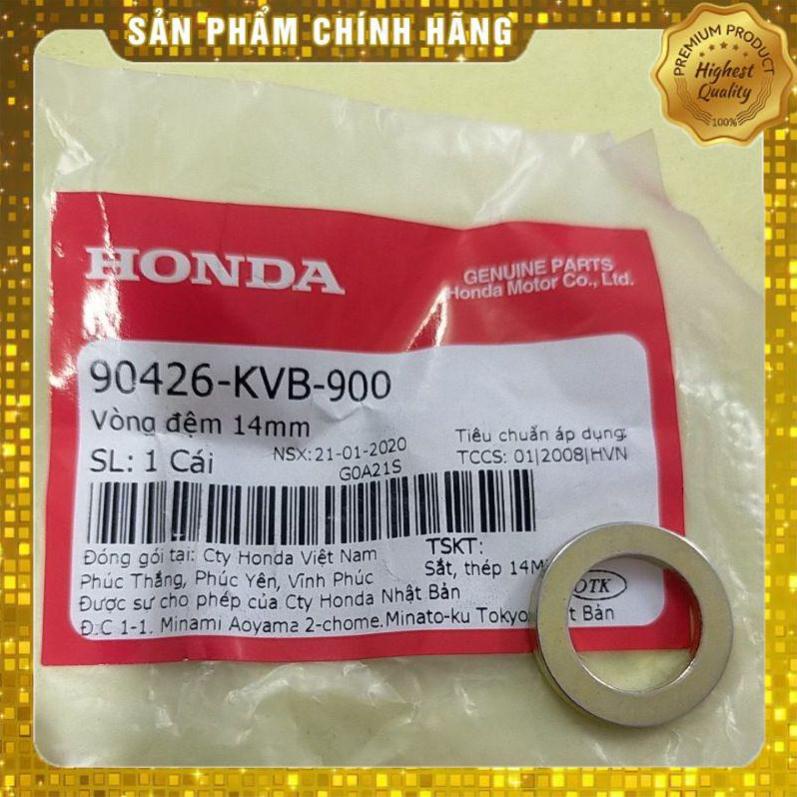 SẢN PHẨM CHÍNH HÃNG
PREMIUM PRODUCT
Highest
Quality
100%
HONDA
GENUINE PARTS
Honda Motor Co., Ltd.
90426-KVB-900
Vòng đệm 14mm
SL: 1 Cái
NSX: 21-01-2020
G0A21S
Tiêu chuẩn áp dụng:
TCCS: 01|2008|HVN
Đóng gói tại: Cty Honda Việt Nam
Phúc Thắng, Phúc Yên, Vĩnh Phúc
Được sự cho phép của Cty Honda Nhật Bản
Đ.C 1-1. Minami Aoyama 2-chome.Minato-ku Tokyo Bản
TSKT:
Sắt, thép
OTK